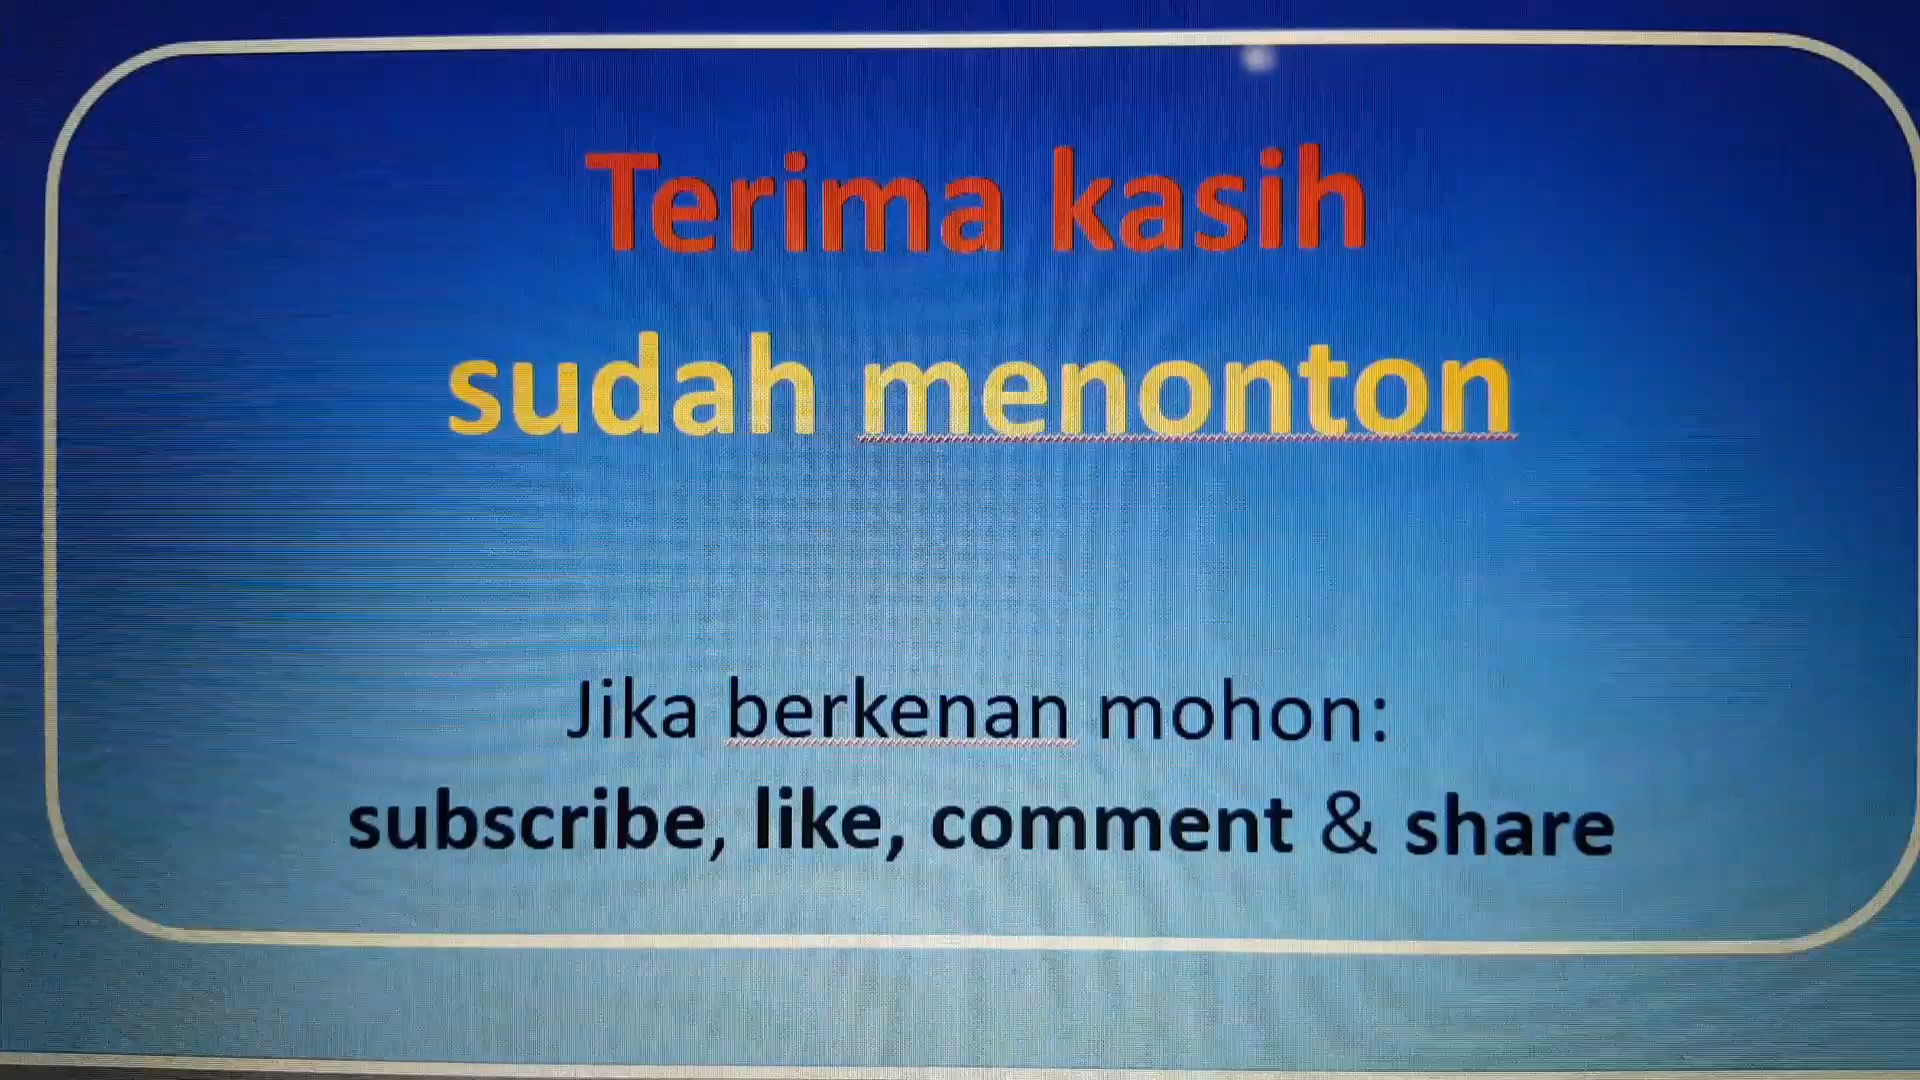 Terima kasih
sudah menonton
Jika berkenan mohon:
subscribe, like, comment & share